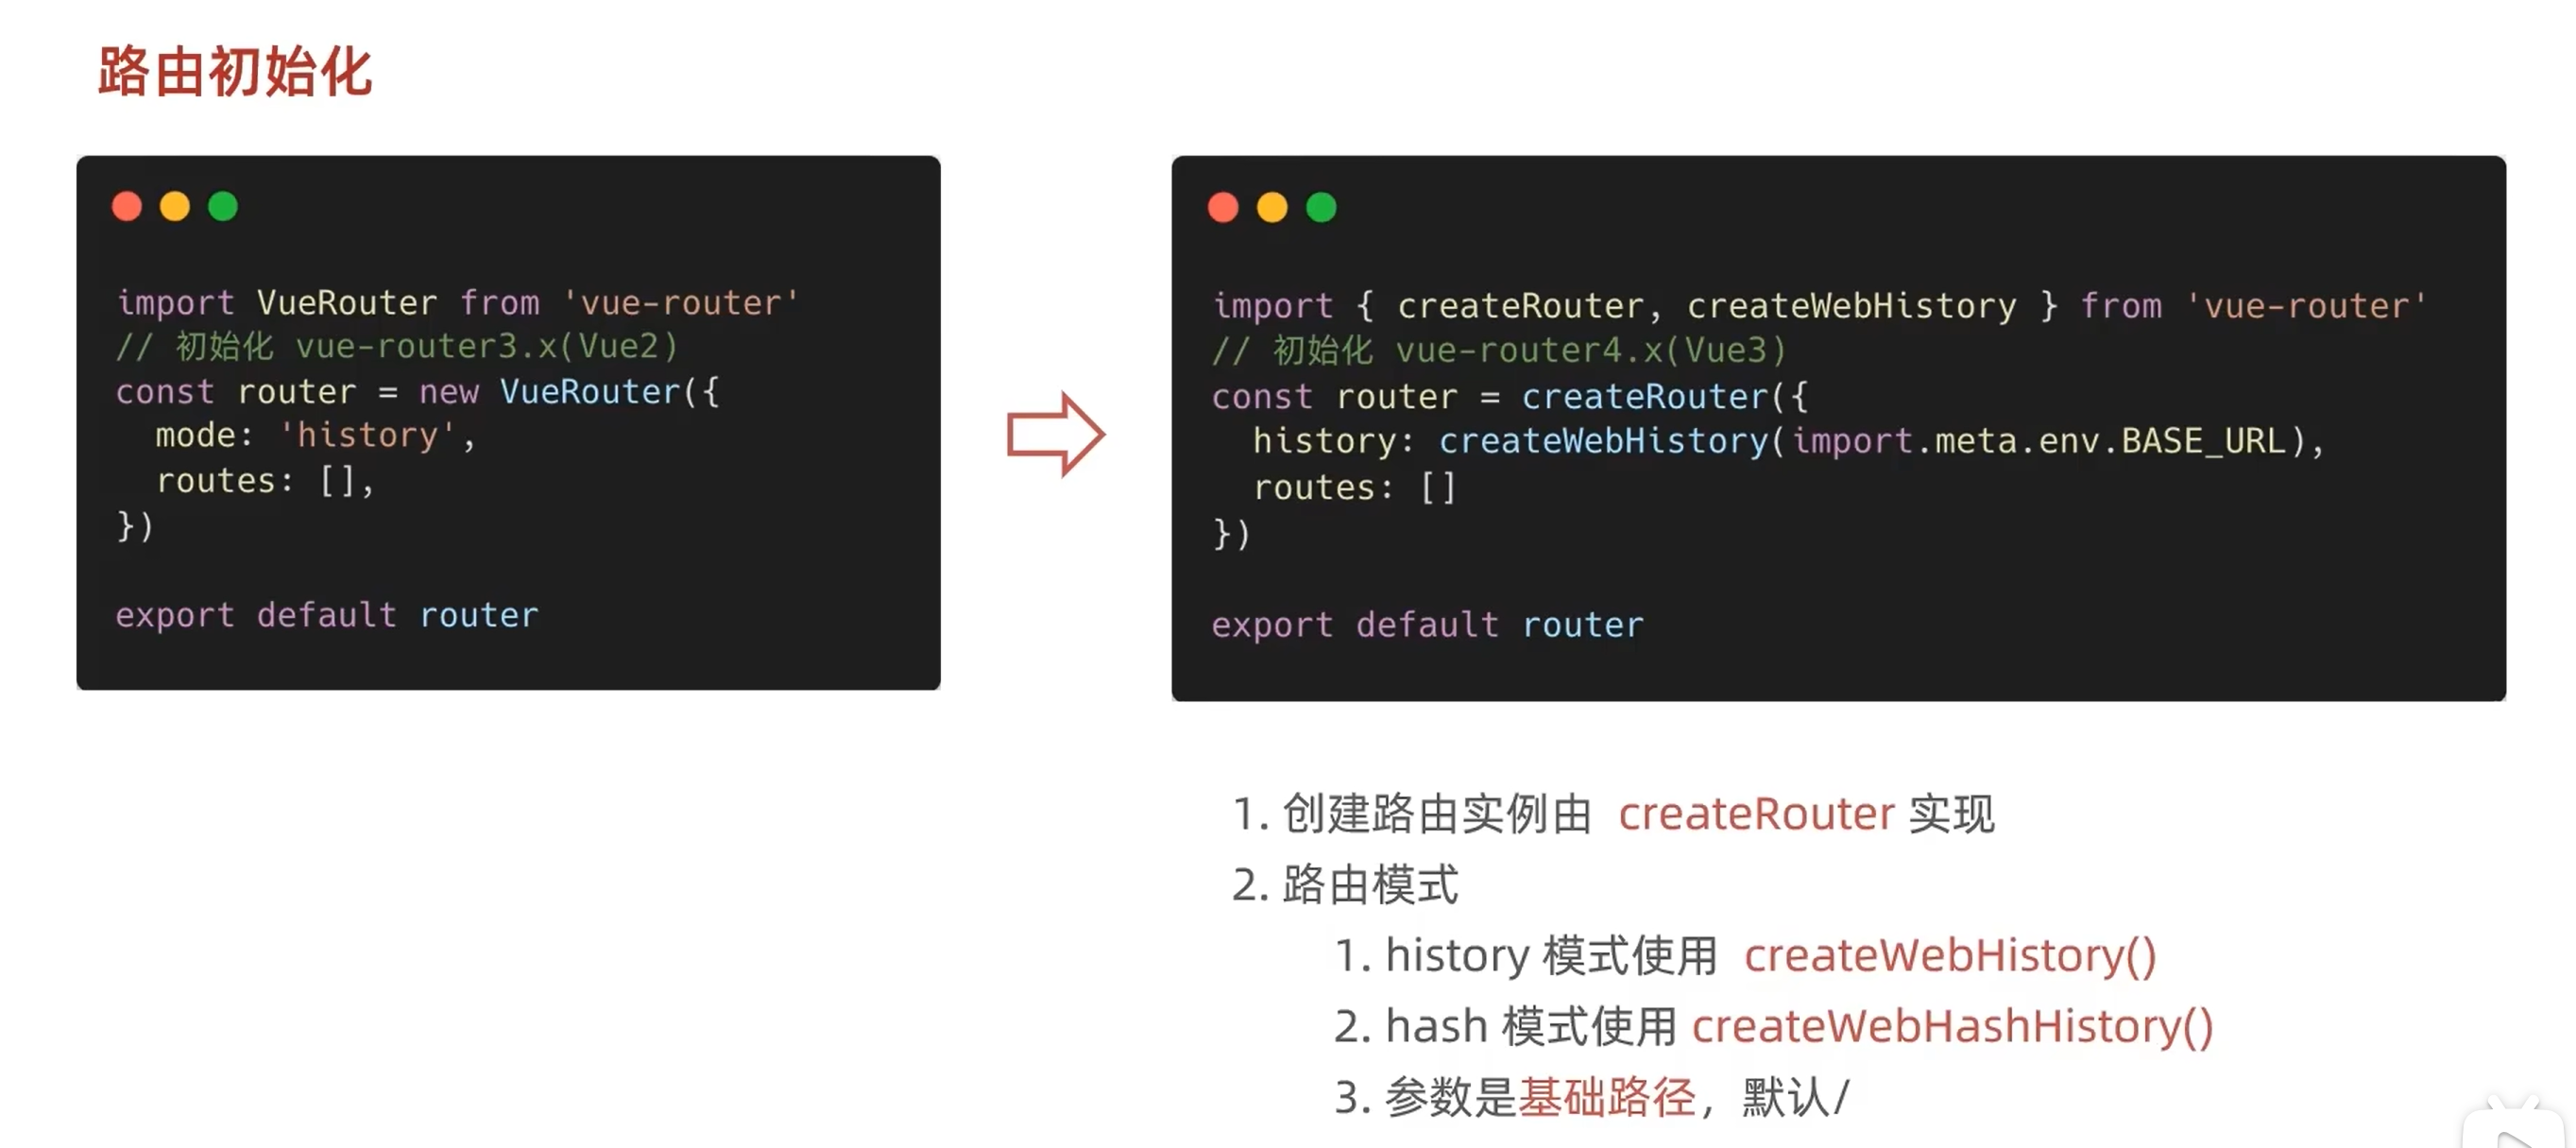 路由初始化
import VueRouter from 'vue-router'
// 初始化 vue-router3.x(Vue2)
const router = new VueRouter({
  mode: 'history',
  routes: [],
})
export default router
import { createRouter, createWebHistory } from 'vue-router'
// 初始化 vue-router4.x(Vue3)
const router = createRouter({
  history: createWebHistory(import.meta.env.BASE_URL),
  routes: []
})
export default router
1. 创建路由实例由 createRouter 实现
2. 路由模式
1. history 模式使用 createWebHistory()
2. hash 模式使用 createWebHashHistory()
3. 参数是基础路径，默认/